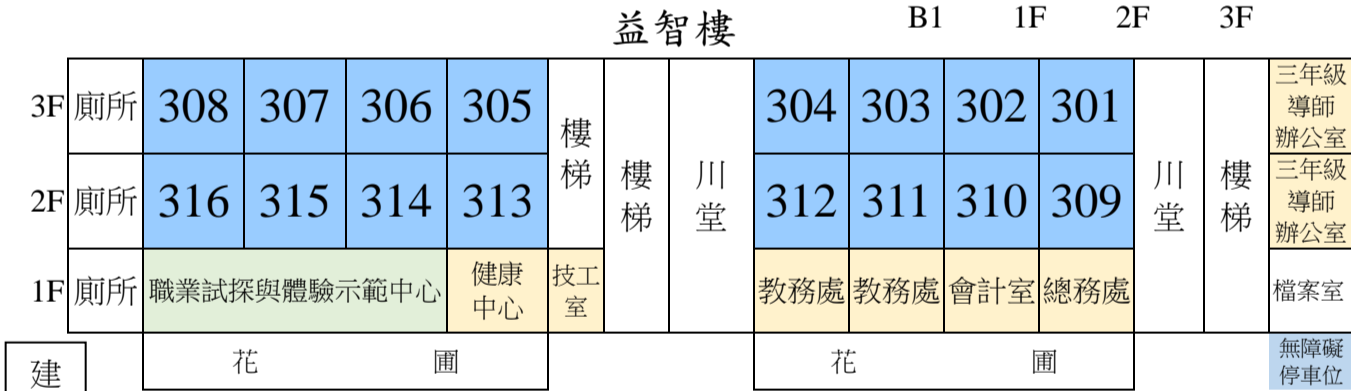 益智樓 B1 1F 2F 3F
3F 廁所 308 307 306 305 樓梯 樓梯 川堂 304 303 302 301 川堂 樓梯 三年級導師辦公室
2F 廁所 316 315 314 313 312 311 310 309 三年級導師辦公室
1F 廁所 職業試探與體驗示範中心 健康中心 技工室 教務處 教務處 會計室 總務處 檔案室
建 花圃 花圃 無障礙停車位